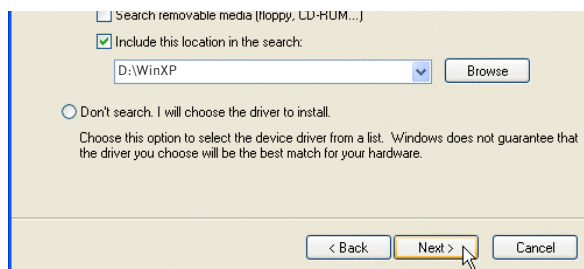 Search removable media (floppy, CD-ROM...)
Include this location in the search:
D:\WinXP
Browse
Don't search. I will choose the driver to install.
Choose this option to select the device driver from a list. Windows does not guarantee that
the driver you choose will be the best match for your hardware.
< Back Next > Cancel